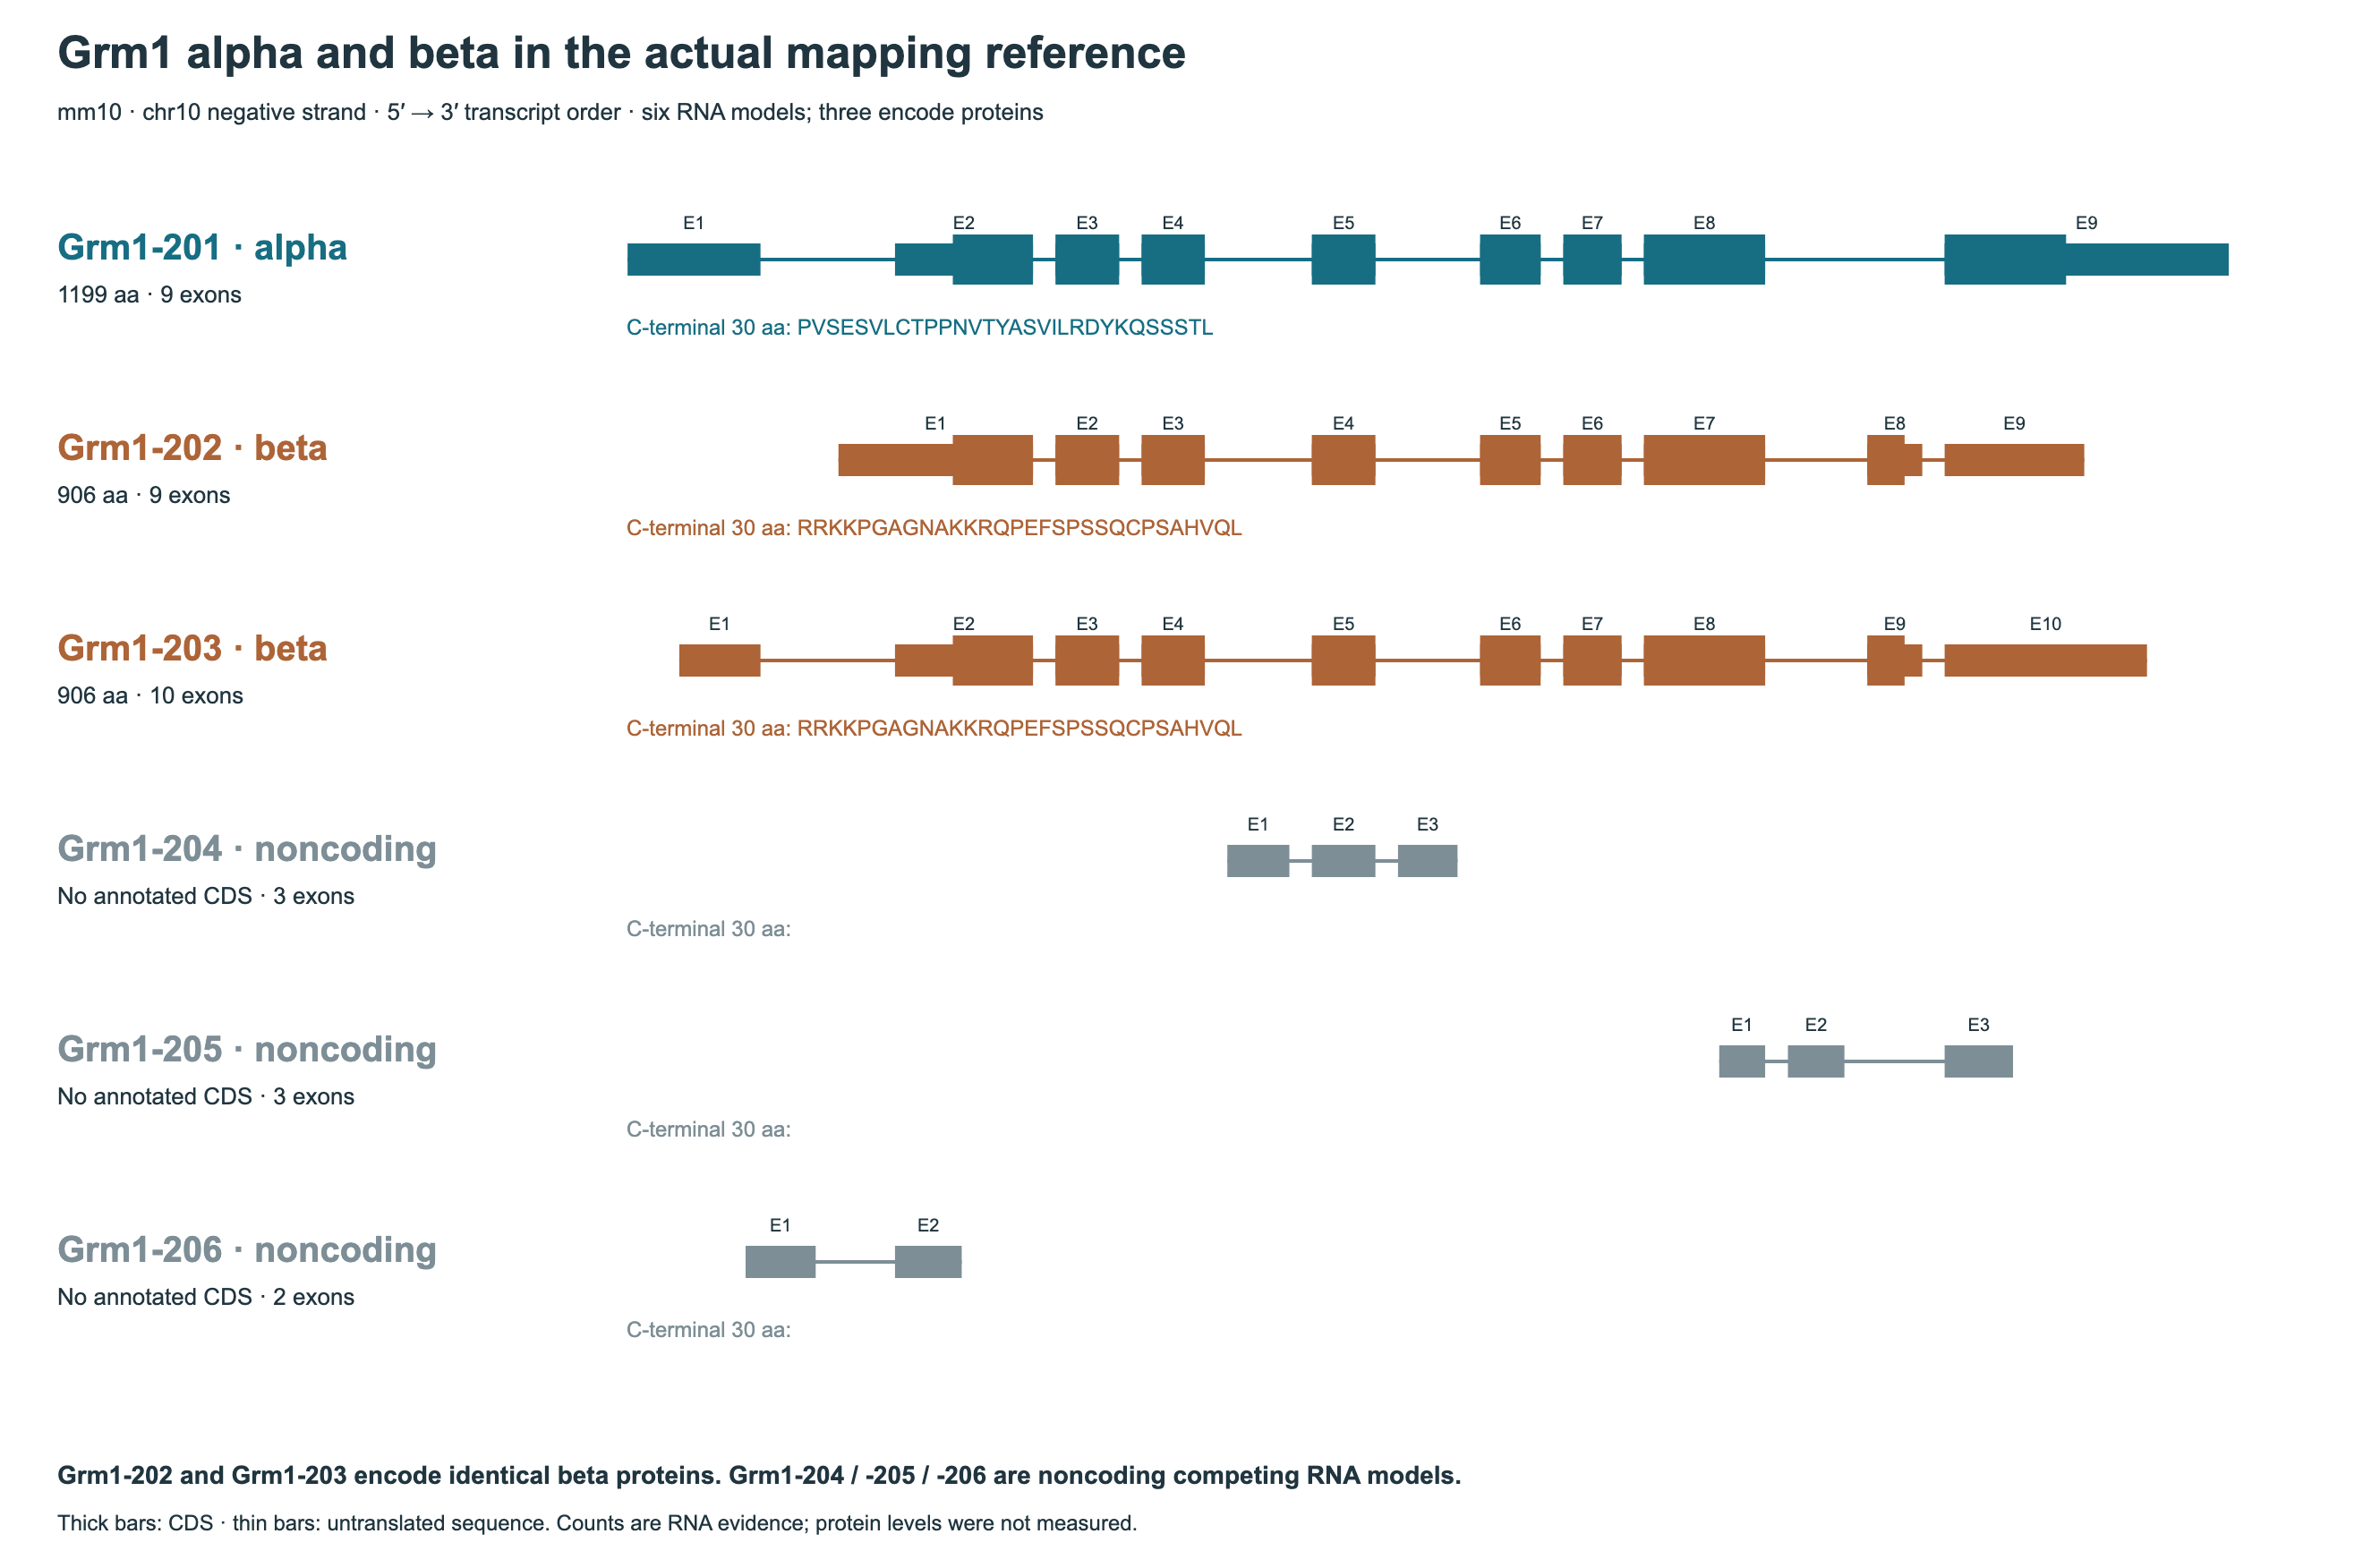 Grm1 alpha and beta in the actual mapping reference
mm10 · chr10 negative strand · 5′ → 3′ transcript order · six RNA models; three encode proteins
E1 E2 E3 E4 E5 E6 E7 E8 E9
Grm1-201 · alpha
1199 aa · 9 exons
C-terminal 30 aa: PVSESVLCTPPNVTYASVILRDYKQSSSTL
E1 E2 E3 E4 E5 E6 E7 E8 E9
Grm1-202 · beta
906 aa · 9 exons
C-terminal 30 aa: RRKKPGAGNAKKRQPEFSPSSQCPSAHVQL
E1 E2 E3 E4 E5 E6 E7 E8 E9 E10
Grm1-203 · beta
906 aa · 10 exons
C-terminal 30 aa: RRKKPGAGNAKKRQPEFSPSSQCPSAHVQL
E1 E2 E3
Grm1-204 · noncoding
No annotated CDS · 3 exons
C-terminal 30 aa:
E1 E2 E3
Grm1-205 · noncoding
No annotated CDS · 3 exons
C-terminal 30 aa:
E1 E2
Grm1-206 · noncoding
No annotated CDS · 2 exons
C-terminal 30 aa:
Grm1-202 and Grm1-203 encode identical beta proteins. Grm1-204 / -205 / -206 are noncoding competing RNA models.
Thick bars: CDS · thin bars: untranslated sequence. Counts are RNA evidence; protein levels were not measured.